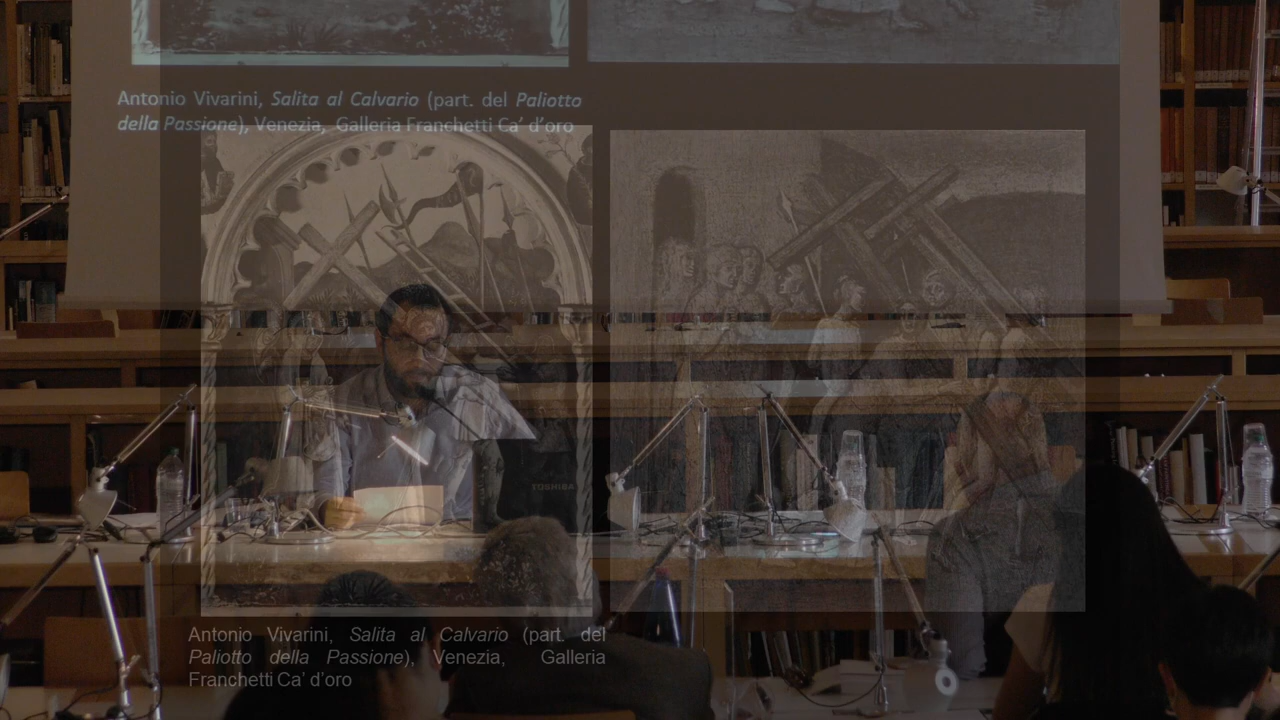 Antonio Vivarini, Salita al Calvario (part. del Paliotto
della Passione), Venezia, Galleria Franchetti Ca' d'oro
TOSHIBA
Antonio Vivarini, Salita al Calvario (part. del
Paliotto della Passione), Venezia, Galleria
Franchetti Ca' d'oro